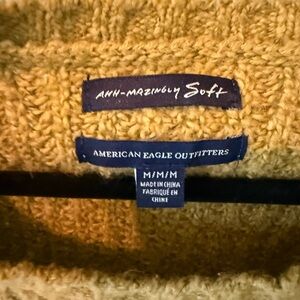 AHH-MAZINGLY Soft
AMERICAN EAGLE OUTFITTERS
M/M/M
MADE IN CHINA
FABRIQUÉ EN
CHINE